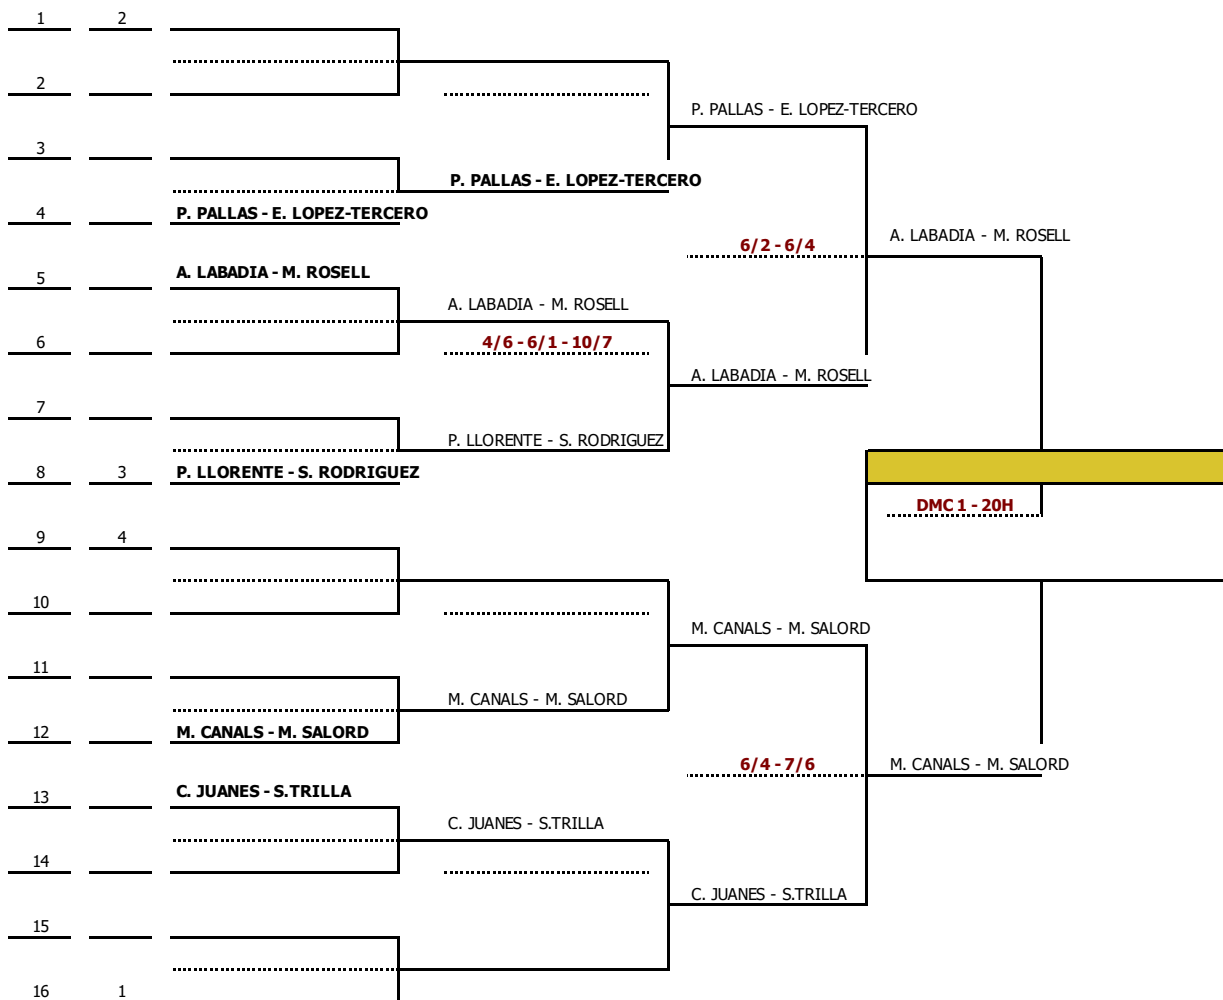 1 2
2
P. PALLAS - E. LOPEZ-TERCERO
3
P. PALLAS - E. LOPEZ-TERCERO
4 P. PALLAS - E. LOPEZ-TERCERO
6/2 - 6/4 A. LABADIA - M. ROSELL
5 A. LABADIA - M. ROSELL
A. LABADIA - M. ROSELL
6 4/6 - 6/1 - 10/7
A. LABADIA - M. ROSELL
7
P. LLORENTE - S. RODRIGUEZ
8 3 P. LLORENTE - S. RODRIGUEZ
DMC 1 - 20H
9 4
10
M. CANALS - M. SALORD
11
M. CANALS - M. SALORD
12 M. CANALS - M. SALORD
6/4 - 7/6 M. CANALS - M. SALORD
13 C. JUANES - S.TRILLA
C. JUANES - S.TRILLA
14
C. JUANES - S.TRILLA
15
16 1